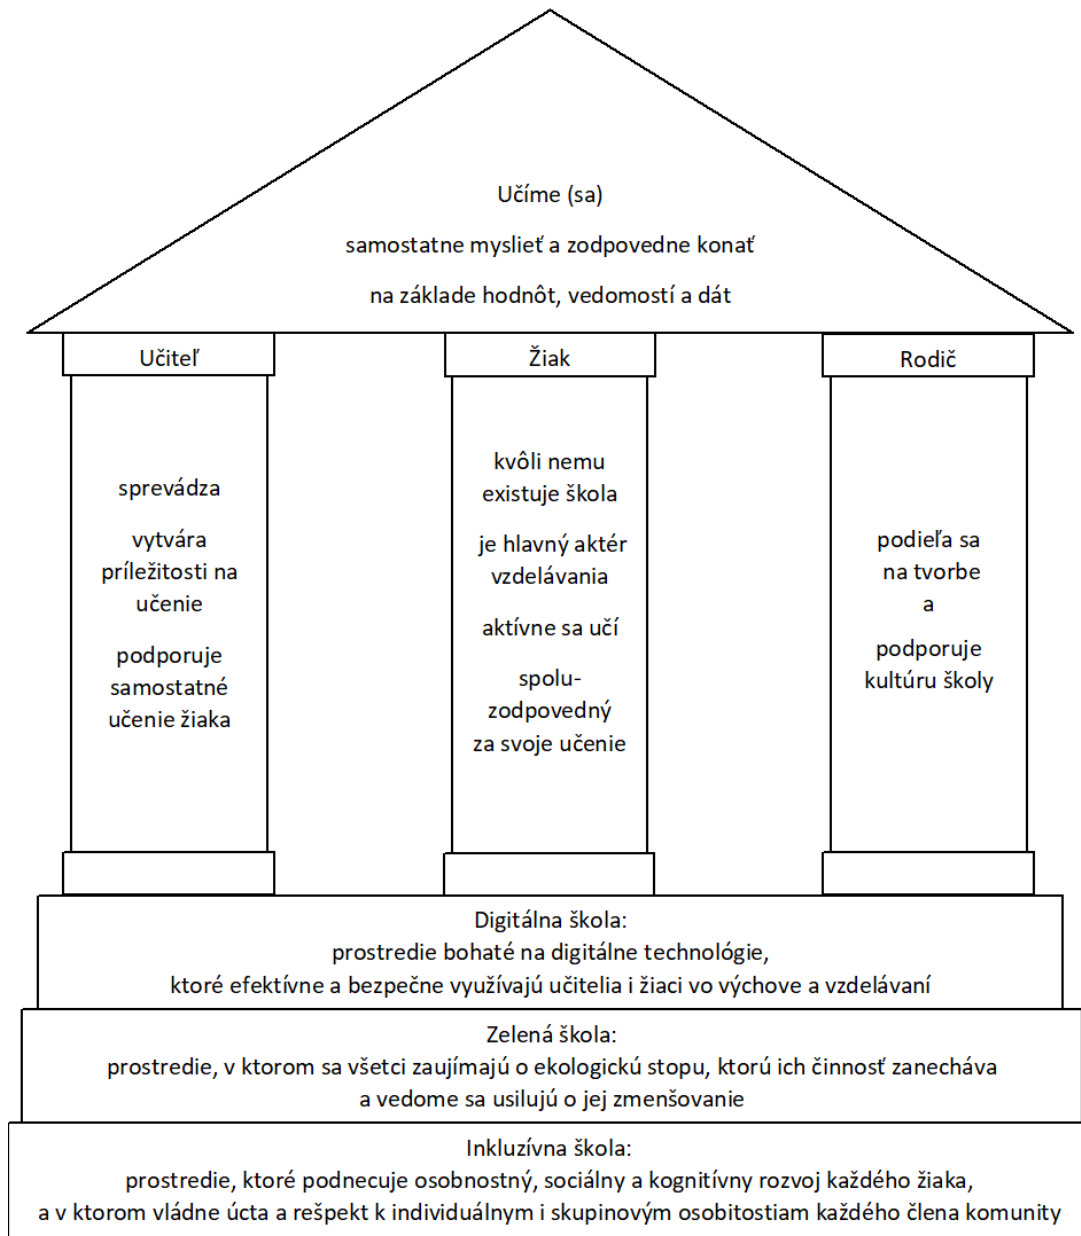 Učíme (sa)
samostatne myslieť a zodpovedne konať
na základe hodnôt, vedomostí a dát
Učiteľ
sprevádza
vytvára
príležitosti na
učenie
podporuje
samostatné
učenie žiaka
Žiak
kvôli nemu
existuje škola
je hlavný aktér
vzdelávania
aktívne sa učí
spolu-
zodpovedný
za svoje učenie
Rodič
podieľa sa
na tvorbe
a
podporuje
kultúru školy
Digitálna škola:
prostredie bohaté na digitálne technológie,
ktoré efektívne a bezpečne využívajú učitelia i žiaci vo výchove a vzdelávaní
Zelená škola:
prostredie, v ktorom sa všetci zaujímajú o ekologickú stopu, ktorú ich činnosť zanecháva
a vedome sa usilujú o jej zmenšovanie
Inkluzívna škola:
prostredie, ktoré podnecuje osobnostný, sociálny a kognitívny rozvoj každého žiaka,
a v ktorom vládne úcta a rešpekt k individuálnym i skupinovým osobitostiam každého člena komunity